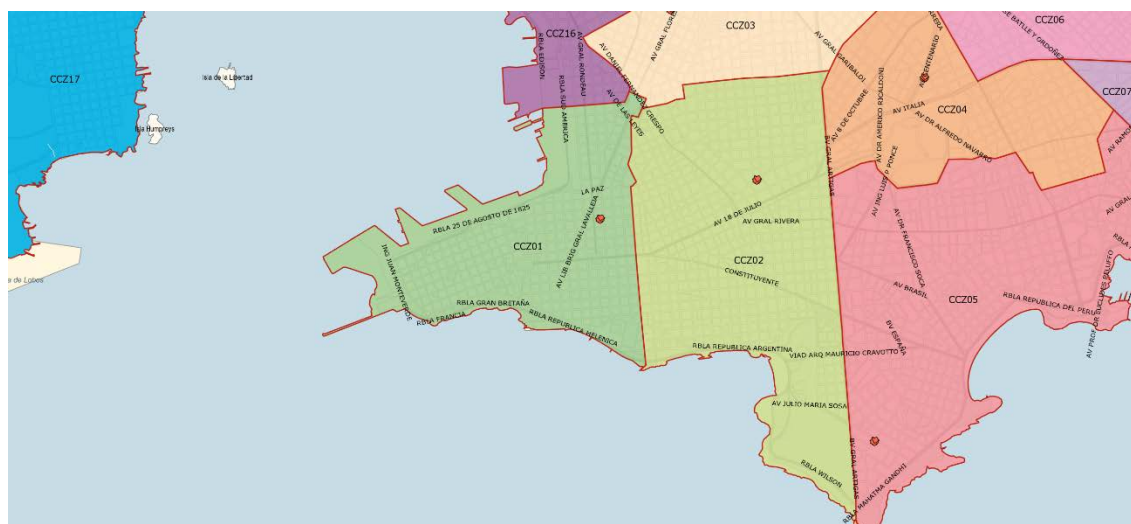 CCZ16
CCZ03
CCZ06
CCZ17
CCZ07
CCZ04
CCZ01
CCZ02
CCZ05
Isla de la Libertad
Isla Humpreys
de Lobos
RBLA EDISON
AV GRAL RONDEAU
RBLA SUD AMERICA
AV DANIEL FERNANDEZ CRESPO
AV DE LAS LEYES
AV GRAL FLORES
AV GRAL GARIBALDI
AV 8 DE OCTUBRE
AV DR AMERICO RICALDONI
AV ITALIA
AV DR ALFREDO NAVARRO
BATLLE Y ORDOÑEZ
BV GRAL ARTIGAS
AV ING LUIS P PONCE
LA PAZ
RBLA 25 DE AGOSTO DE 1825
AV LIB BRIG GRAL LAVALLEJA
ING JUAN MONTEVERDE
RBLA GRAN BRETAÑA
RBLA FRANCIA
RBLA REPUBLICA HELENICA
AV 18 DE JULIO
AV GRAL RIVERA
CONSTITUYENTE
RBLA REPUBLICA ARGENTINA
VIAD ARQ MAURICIO CRAVOTTO
AV JULIO MARIA SOSA
RBLA WILSON
BV GRAL ARTIGAS
RBLA MAHATMA GANDHI
AV DR FRANCISCO SOCA
AV BRASIL
BV ESPAÑA
RBLA REPUBLICA DEL PERU
AV RAMO
AV GRAL